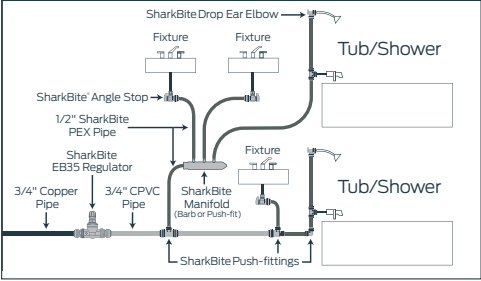 SharkBite Drop Ear Elbow
Fixture
Fixture
Tub/Shower
SharkBite® Angle Stop
1/2" SharkBite
PEX Pipe
SharkBite
EB35 Regulator
Fixture
3/4" Copper
Pipe
3/4" CPVC
Pipe
SharkBite
Manifold
(Barb or Push-fit)
Tub/Shower
SharkBite Push-fittings